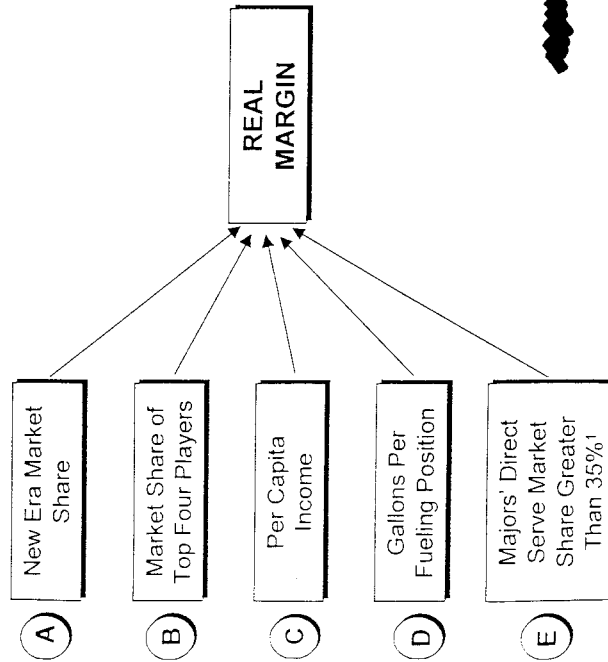 A
New Era Market
Share
B
Market Share of
Top Four Players
C
Per Capita
Income
D
Gallons Per
Fueling Position
E
Majors' Direct
Serve Market
Share Greater
Than 35%¹
REAL
MARGIN